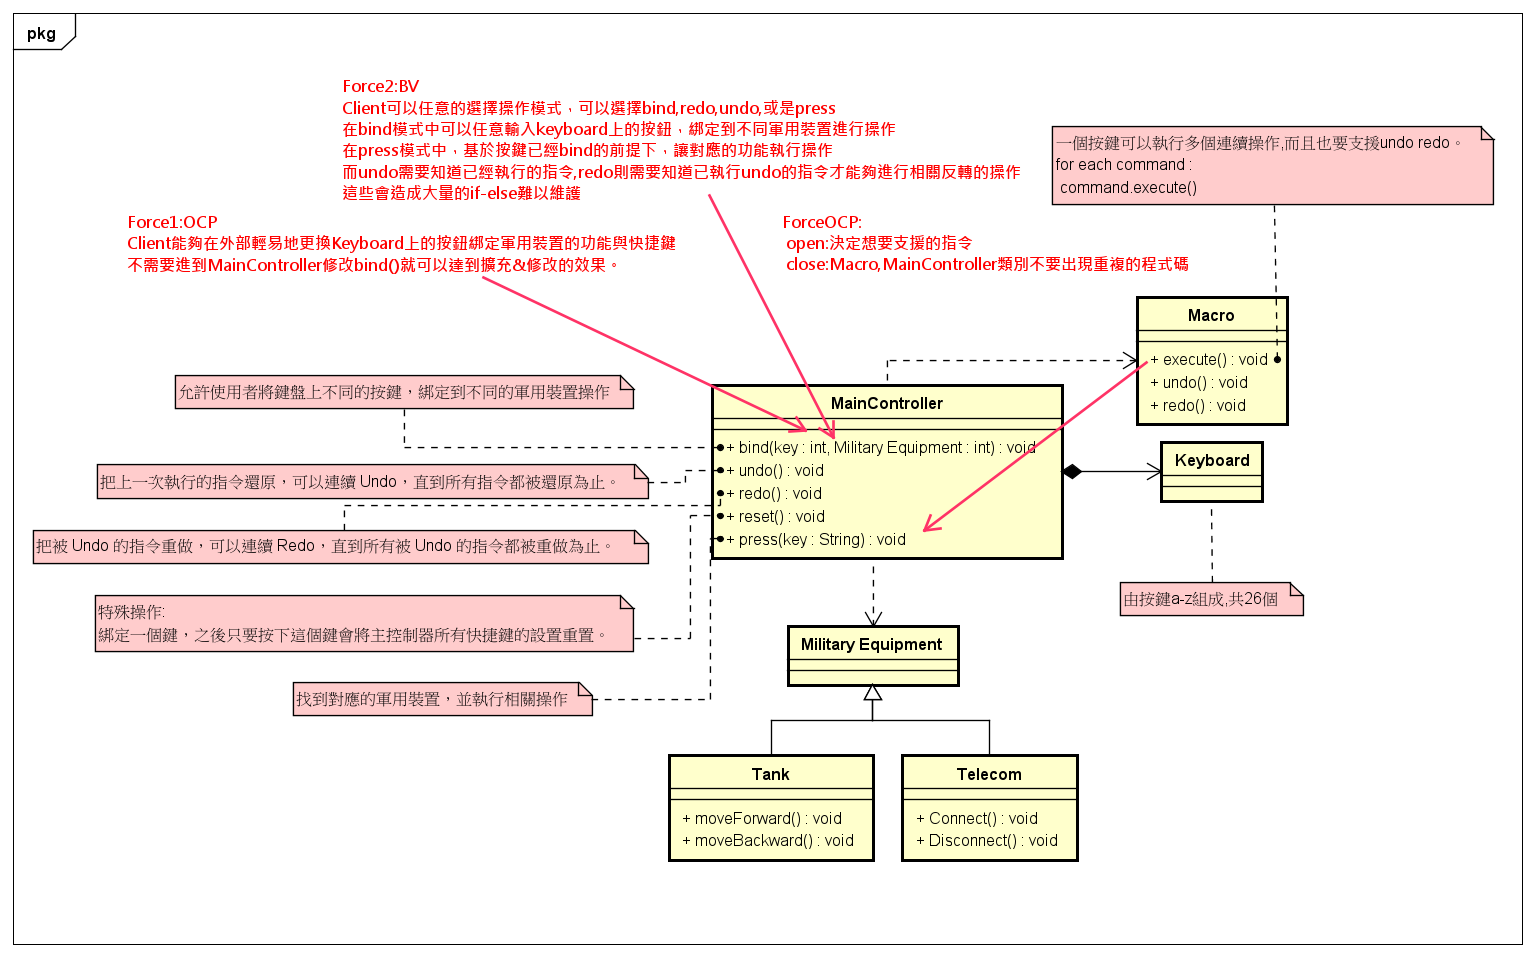 pkg
Force2:BV
Client可以任意的選擇操作模式，可以選擇bind,redo,undo,或是press
在bind模式中可以任意輸入keyboard上的按鈕，綁定到不同軍用裝置進行操作
在press模式中，基於按鍵已經bind的前提下，讓對應的功能執行操作
而undo需要知道已經執行的指令,redo則需要知道已執行undo的指令才能夠進行相關反轉的操作
這些會造成大量的if-else難以維護
Force1:OCP
Client能夠在外部輕易地更換Keyboard上的按鈕綁定軍用裝置的功能與快捷鍵
不需要進到MainController修改bind()就可以達到擴充&修改的效果。
ForceOCP:
open:決定想要支援的指令
close:Macro,MainController類別不要出現重複的程式碼
一個按鍵可以執行多個連續操作,而且也要支援undo redo。
for each command :
command.execute()
Macro
+ execute() : void
+ undo() : void
+ redo() : void
允許使用者將鍵盤上不同的按鍵，綁定到不同的軍用裝置操作
MainController
+ bind(key : int, Military Equipment : int) : void
+ undo() : void
+ redo() : void
+ reset() : void
+ press(key : String) : void
Keyboard
把上一次執行的指令還原，可以連續 Undo，直到所有指令都被還原為止。
把被 Undo 的指令重做，可以連續 Redo，直到所有被 Undo 的指令都被重做為止。
特殊操作:
綁定一個鍵，之後只要按下這個鍵會將主控制器所有快捷鍵的設置重置。
由按鍵a-z組成,共26個
找到對應的軍用裝置，並執行相關操作
Military Equipment
Tank
+ moveForward() : void
+ moveBackward() : void
Telecom
+ Connect() : void
+ Disconnect() : void